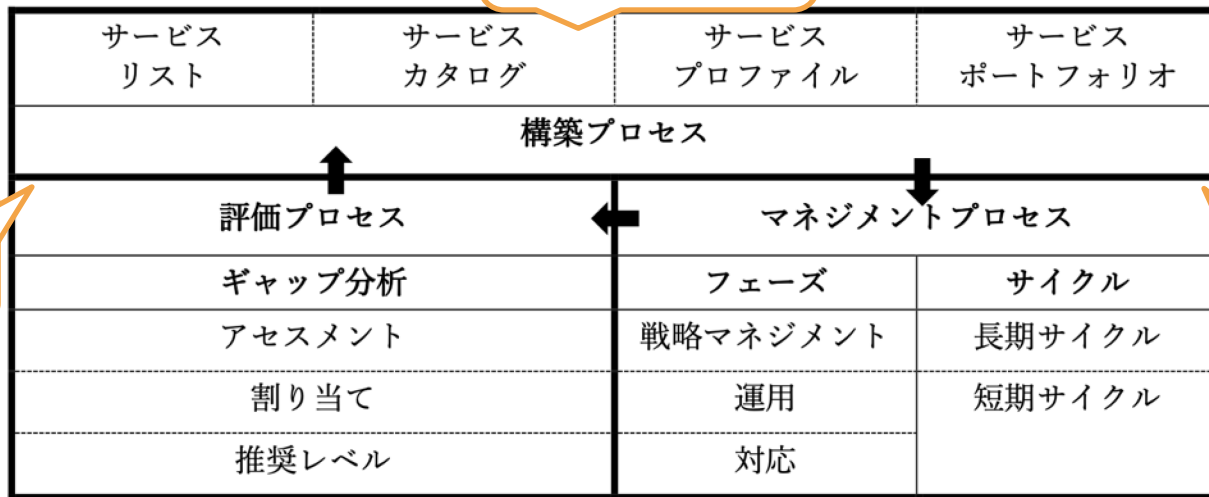 サービス サービス サービス サービス
リスト カタログ プロファイル ポートフォリオ
構築プロセス
評価プロセス マネジメントプロセス
ギャップ分析 フェーズ サイクル
アセスメント 戦略マネジメント 長期サイクル
割り当て 運用 短期サイクル
推奨レベル 対応